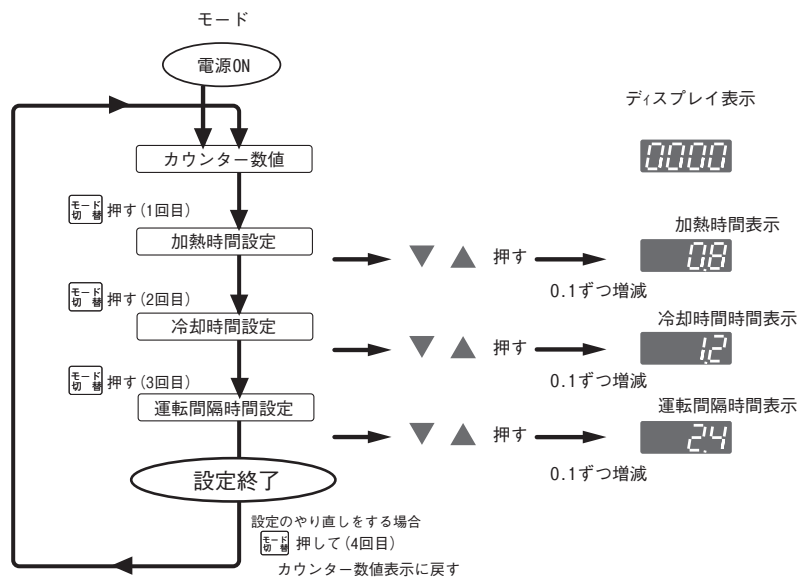 モード
電源ON
ディスプレイ表示
カウンター数値
0000
モード切替 押す(1回目)
加熱時間表示
加熱時間設定
▼ ▲ 押す
0.8
0.1ずつ増減
モード切替 押す(2回目)
冷却時間時間表示
冷却時間設定
▼ ▲ 押す
1.2
0.1ずつ増減
モード切替 押す(3回目)
運転間隔時間表示
運転間隔時間設定
▼ ▲ 押す
2.4
0.1ずつ増減
設定終了
設定のやり直しをする場合
モード切替 押して(4回目)
カウンター数値表示に戻す